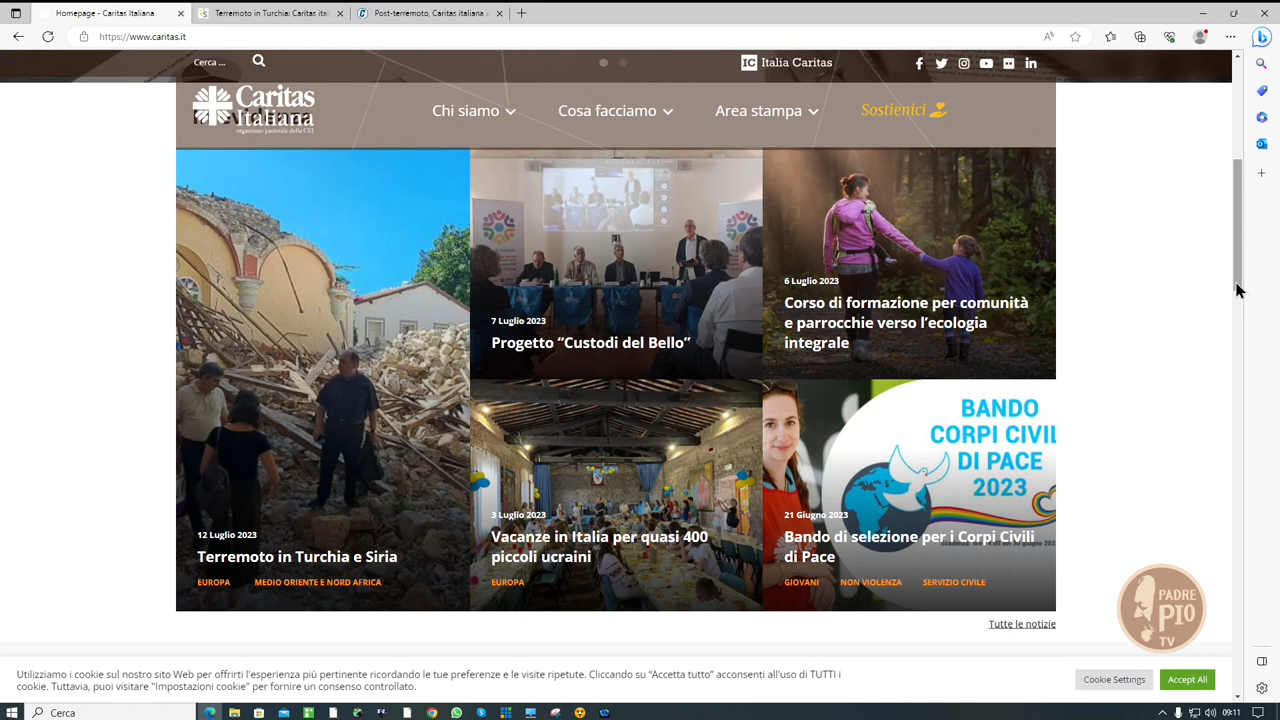 Homepage - Caritas Italiana
Terremoto in Turchia e Siria
Post-terremoto, Caritas italiana
https://www.caritas.it
Cerca ...
IC Italia Caritas
Caritas
Italiana
organismo pastorale della CEI
Chi siamo
Cosa facciamo
Area stampa
Sostienici
12 Luglio 2023
Terremoto in Turchia e Siria
EUROPA MEDIO ORIENTE E NORD AFRICA
7 Luglio 2023
Progetto “Custodi del Bello”
6 Luglio 2023
Corso di formazione per comunità
e parrocchie verso l’ecologia
integrale
3 Luglio 2023
Vacanze in Italia per quasi 400
piccoli ucraini
EUROPA
BANDO
CORPI CIVIL
DI PACE
2023
21 Giugno 2023
Bando di selezione per i Corpi Civili
di Pace
GIOVANI NON VIOLENZA SERVIZIO CIVILE
Tutte le notizie
PADRE
PIO
TV
Utilizziamo i cookie sul nostro sito Web per offrirti l'esperienza più pertinente ricordando le tue preferenze e le visite ripetute. Cliccando su “Accetta tutto” acconsenti all'uso di TUTTI i
cookie. Tuttavia, puoi visitare "Impostazioni cookie" per fornire un consenso controllato.
Cookie Settings
Accept All
Cerca
09:11